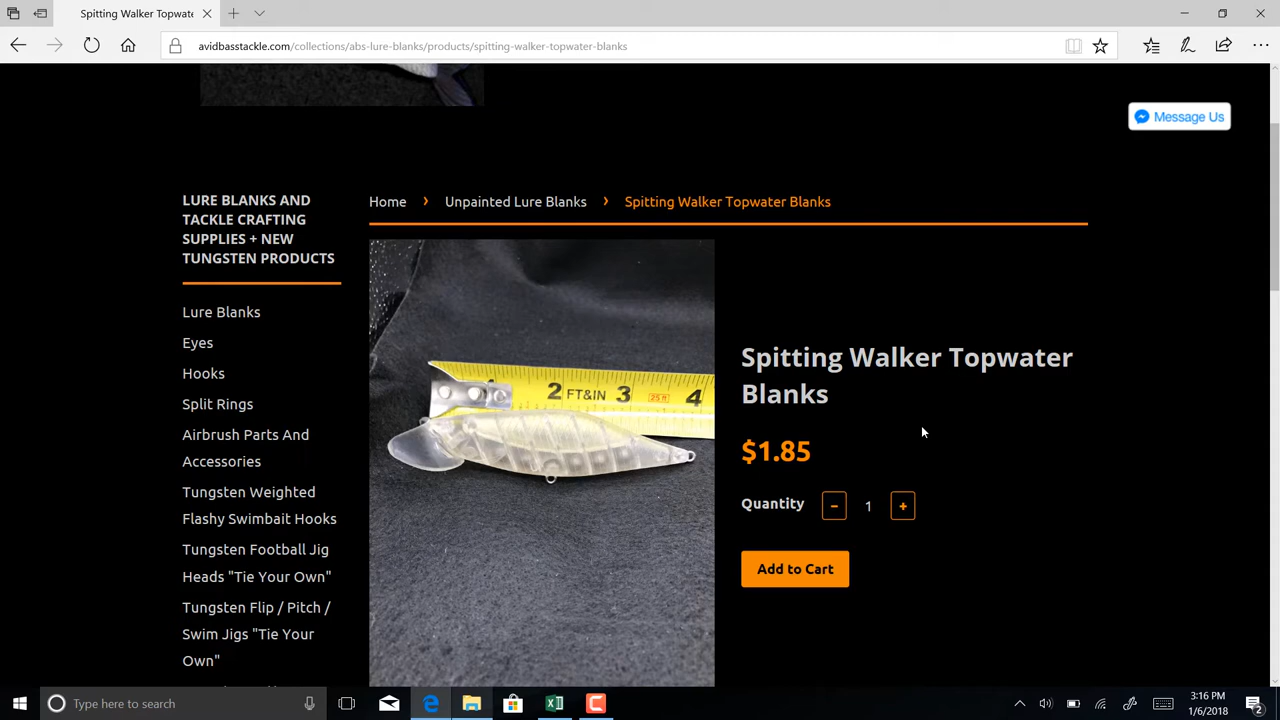 Spitting Walker Topwate
avidbasstackle.com/collections/abs-lure-blanks/products/spitting-walker-topwater-blanks
Message Us
LURE BLANKS AND
TACKLE CRAFTING
SUPPLIES + NEW
TUNGSTEN PRODUCTS
Lure Blanks
Eyes
Hooks
Split Rings
Airbrush Parts And
Accessories
Tungsten Weighted
Flashy Swimbait Hooks
Tungsten Football Jig
Heads "Tie Your Own"
Tungsten Flip / Pitch /
Swim Jigs "Tie Your
Own"
Home › Unpainted Lure Blanks › Spitting Walker Topwater Blanks
2 FT&IN 3 25 ft 4
Spitting Walker Topwater
Blanks
$1.85
Quantity - 1 +
Add to Cart
Type here to search
3:16 PM
1/6/2018
2